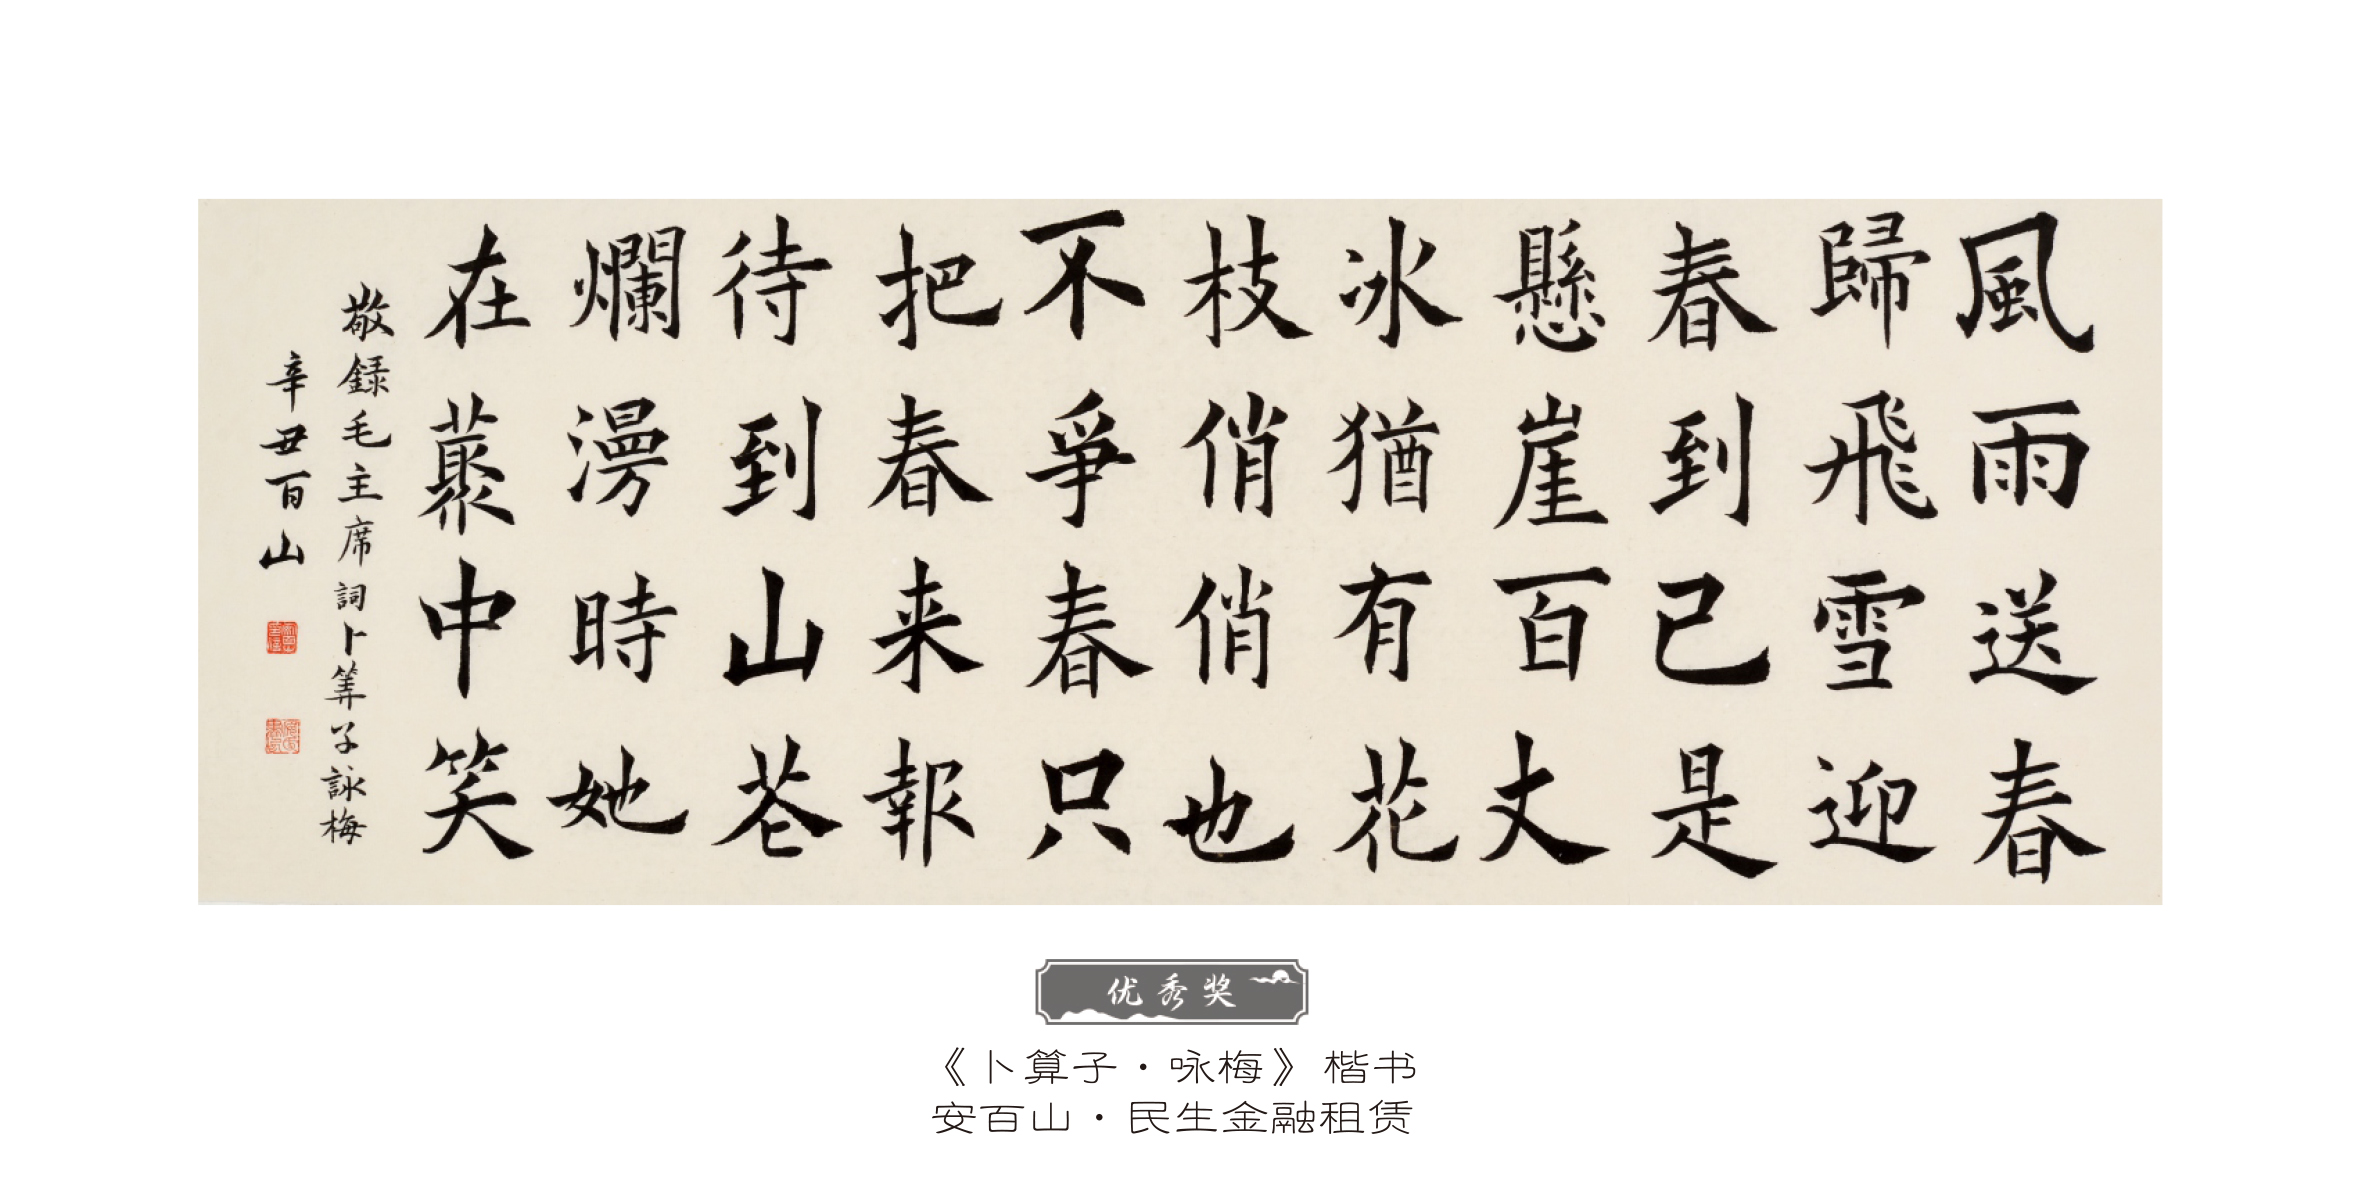 風雨送春
歸飛雪迎
春到已是
懸崖百丈
冰猶有花
枝俏俏也
不爭春只
把春来報
待到山花
爛漫時她
在叢中笑
敬録毛主席詞卜筭子詠梅
辛丑百山
优秀奖
《卜算子·咏梅》楷书
安百山·民生金融租赁